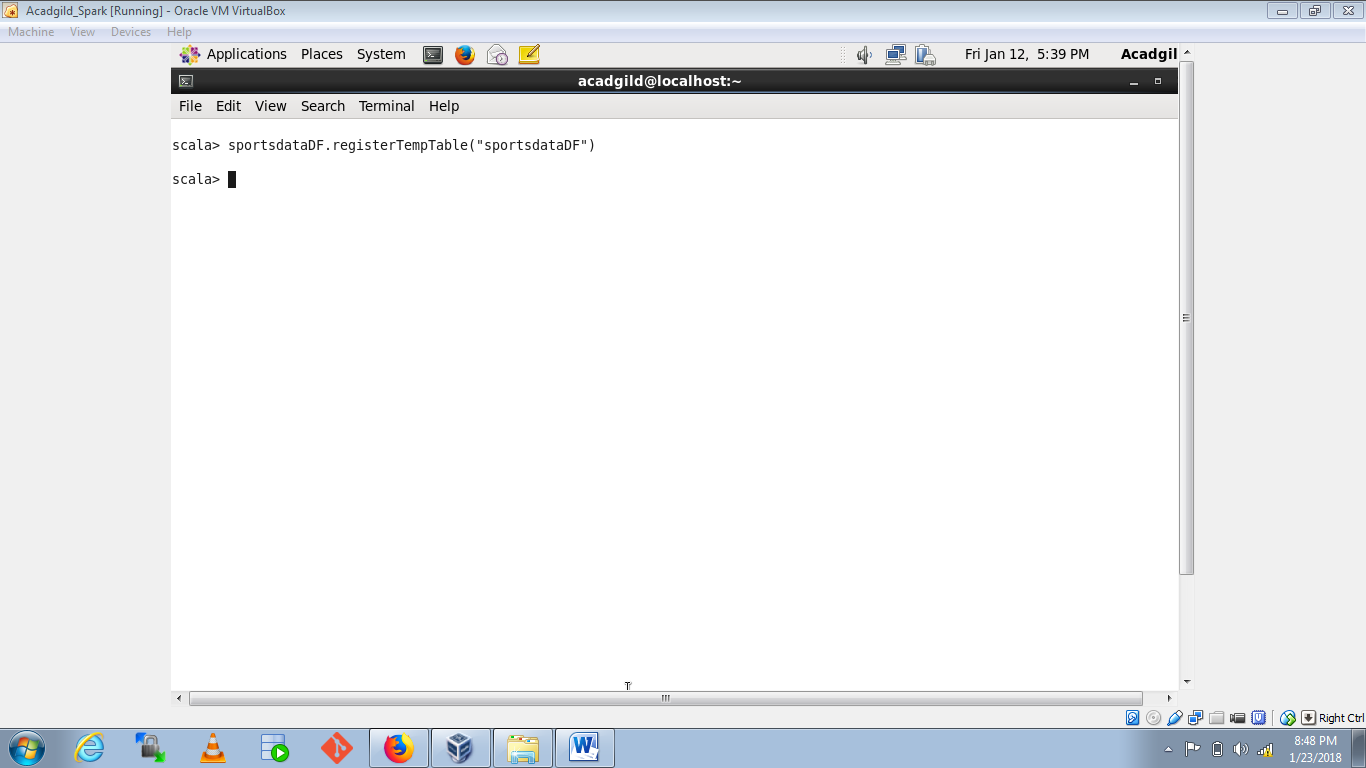 Acadgild_Spark [Running] - Oracle VM VirtualBox
Machine View Devices Help
Applications Places System Fri Jan 12, 5:39 PM Acadgil
acadgild@localhost:~
File Edit View Search Terminal Help
scala> sportsdataDF.registerTempTable("sportsdataDF")
scala>
Right Ctrl
8:48 PM
1/23/2018